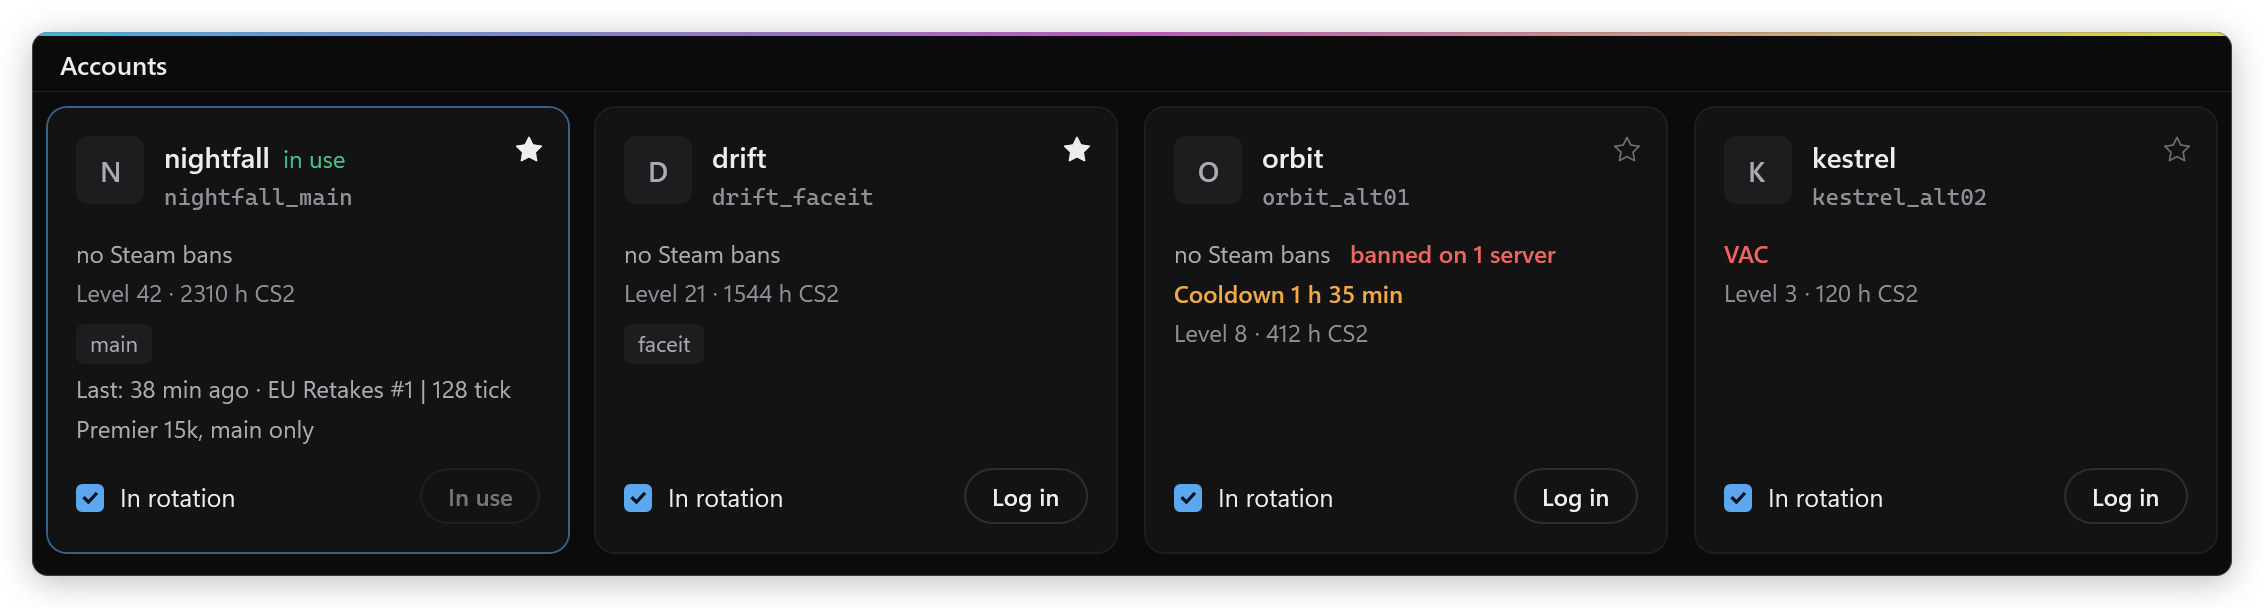 Accounts
N
nightfall in use
nightfall_main
no Steam bans
Level 42 · 2310 h CS2
main
Last: 38 min ago · EU Retakes #1 | 128 tick
Premier 15k, main only
In rotation
In use
D
drift
drift_faceit
no Steam bans
Level 21 · 1544 h CS2
faceit
In rotation
Log in
O
orbit
orbit_alt01
no Steam bans banned on 1 server
Cooldown 1 h 35 min
Level 8 · 412 h CS2
In rotation
Log in
K
kestrel
kestrel_alt02
VAC
Level 3 · 120 h CS2
In rotation
Log in